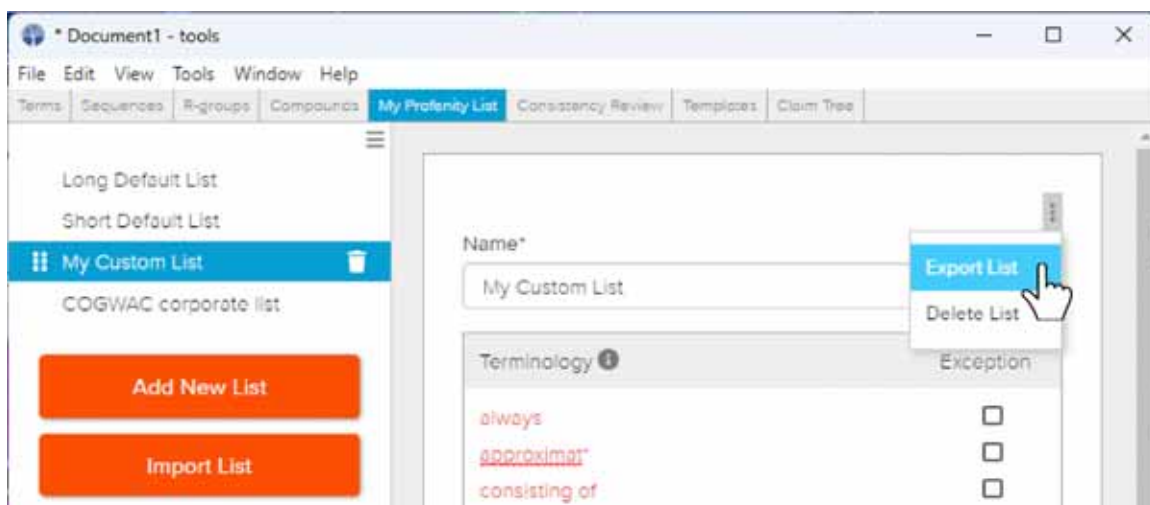 * Document1 - tools
File Edit View Tools Window Help
Terms Sequences R-groups Compounds My Profenity List Consistency Review Templates Claim Tree
Long Default List
Short Default List
My Custom List
COGWAC corporate list
Add New List
Import List
Name*
My Custom List
Export List
Delete List
Terminology Exception
always
approximat*
consisting of